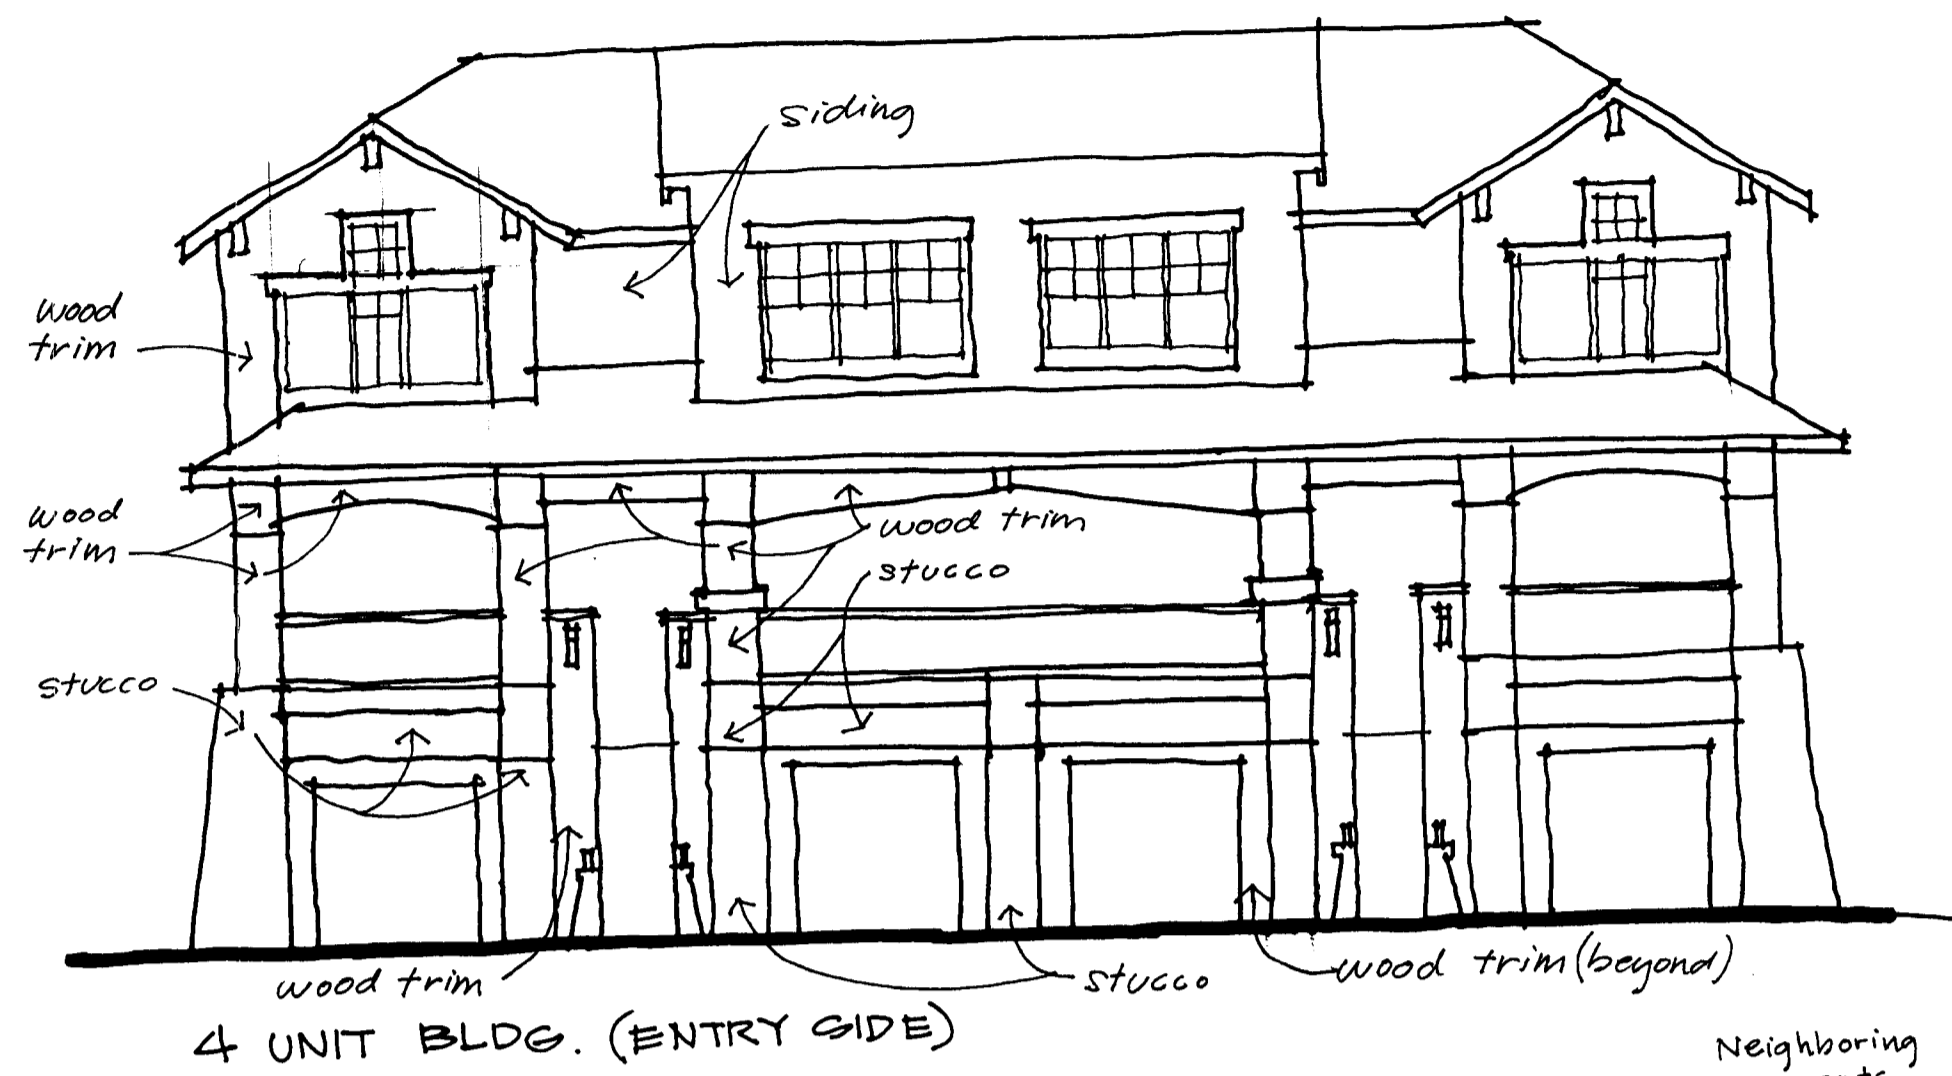 siding
wood
trim
wood
trim
wood trim
stucco
stucco
wood trim
stucco
wood trim (beyond)
4 UNIT BLDG. (ENTRY SIDE)
Neighboring